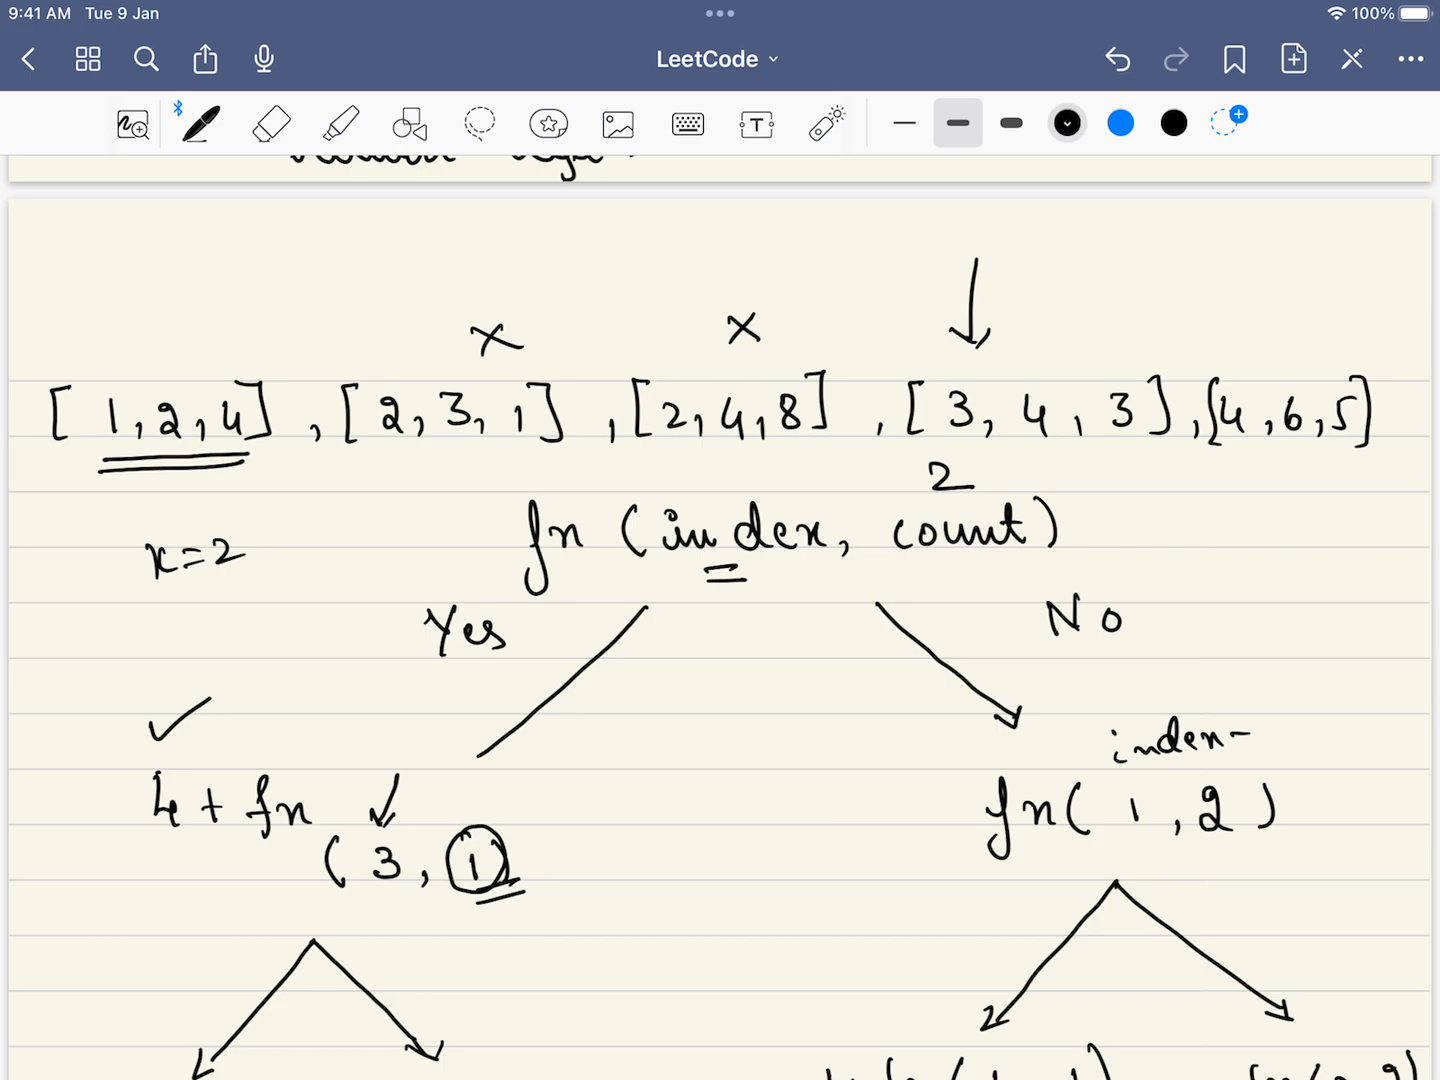 9:41 AM Tue 9 Jan 100%
LeetCode
T
x x
[ 1, 2, 4 ] , [ 2, 3, 1 ] , [ 2, 4, 8 ] , [ 3, 4, 3 ] , [ 4, 6, 5 ]
2
fn ( index, count )
x=2
Yes No
index-
4 + fn fn( 1 , 2 )
( 3, 1